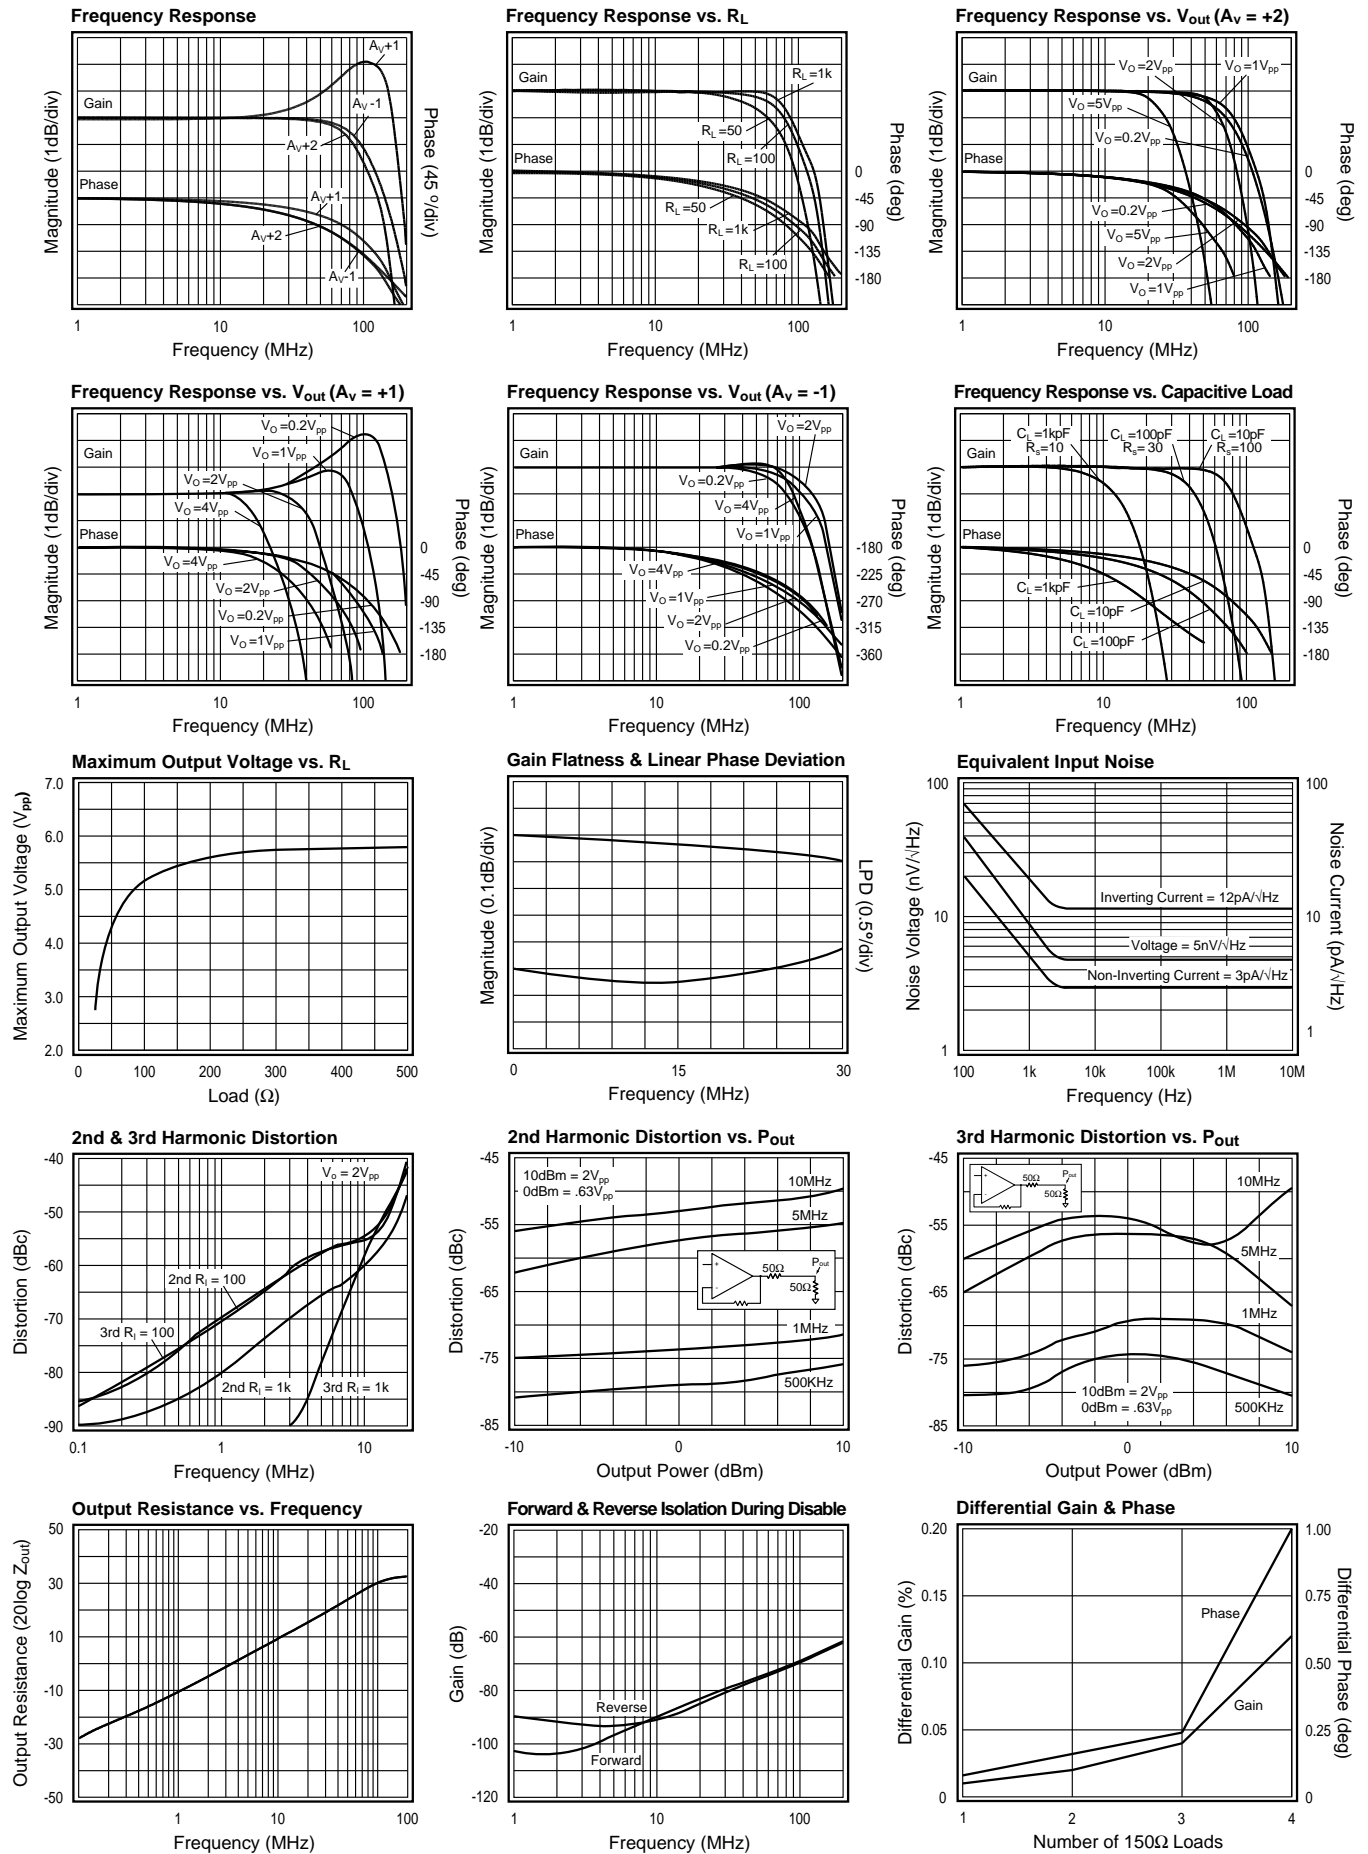 Frequency Response
Magnitude (1dB/div)
Phase (45 º/div)
Gain
Phase
Av+1
Av-1
Av+2
Av+1
Av+2
Av-1
1 10 100
Frequency (MHz)
Frequency Response vs. RL
Magnitude (1dB/div)
Phase (deg)
Gain
Phase
RL=1k
RL=50
RL=100
RL=50
RL=1k
RL=100
0
-45
-90
-135
-180
1 10 100
Frequency (MHz)
Frequency Response vs. Vout (Av = +2)
Magnitude (1dB/div)
Phase (deg)
Gain
Phase
VO=2Vpp
VO=1Vpp
VO=5Vpp
VO=0.2Vpp
VO=0.2Vpp
VO=5Vpp
VO=2Vpp
VO=1Vpp
0
-45
-90
-135
-180
1 10 100
Frequency (MHz)
Frequency Response vs. Vout (Av = +1)
Magnitude (1dB/div)
Phase (deg)
Gain
Phase
VO=0.2Vpp
VO=1Vpp
VO=2Vpp
VO=4Vpp
VO=4Vpp
VO=2Vpp
VO=0.2Vpp
VO=1Vpp
0
-45
-90
-135
-180
1 10 100
Frequency (MHz)
Frequency Response vs. Vout (Av = -1)
Magnitude (1dB/div)
Phase (deg)
Gain
Phase
VO=2Vpp
VO=0.2Vpp
VO=4Vpp
VO=1Vpp
VO=4Vpp
VO=1Vpp
VO=2Vpp
VO=0.2Vpp
-180
-225
-270
-315
-360
1 10 100
Frequency (MHz)
Frequency Response vs. Capacitive Load
Magnitude (1dB/div)
Phase (deg)
Gain
Phase
CL=1kpF
Rs=10
CL=100pF
Rs=30
CL=10pF
Rs=100
CL=1kpF
CL=10pF
CL=100pF
0
-45
-90
-135
-180
1 10 100
Frequency (MHz)
Maximum Output Voltage vs. RL
Maximum Output Voltage (Vpp)
7.0
6.0
5.0
4.0
3.0
2.0
0 100 200 300 400 500
Load (Ω)
Gain Flatness & Linear Phase Deviation
Magnitude (0.1dB/div)
LPD (0.5º/div)
0 15 30
Frequency (MHz)
Equivalent Input Noise
Noise Voltage (nV/√Hz)
Noise Current (pA/√Hz)
100
10
1
100
10
1
Inverting Current = 12pA/√Hz
Voltage = 5nV/√Hz
Non-Inverting Current = 3pA/√Hz
100 1k 10k 100k 1M 10M
Frequency (Hz)
2nd & 3rd Harmonic Distortion
Distortion (dBc)
-40
-50
-60
-70
-80
-90
Vo = 2Vpp
2nd Rl = 100
3rd Rl = 100
2nd Rl = 1k
3rd Rl = 1k
0.1 1 10
Frequency (MHz)
2nd Harmonic Distortion vs. Pout
Distortion (dBc)
-45
-55
-65
-75
-85
10dBm = 2Vpp
0dBm = .63Vpp
10MHz
5MHz
+
-
50Ω
50Ω
Pout
1MHz
500KHz
-10 0 10
Output Power (dBm)
3rd Harmonic Distortion vs. Pout
Distortion (dBc)
-45
-55
-65
-75
-85
+
-
50Ω
50Ω
Pout
10MHz
5MHz
1MHz
10dBm = 2Vpp
0dBm = .63Vpp
500KHz
-10 0 10
Output Power (dBm)
Output Resistance vs. Frequency
Output Resistance (20log Zout)
50
30
10
-10
-30
-50
1 10 100
Frequency (MHz)
Forward & Reverse Isolation During Disable
Gain (dB)
-20
-40
-60
-80
-100
-120
Reverse
Forward
1 10 100
Frequency (MHz)
Differential Gain & Phase
Differential Gain (%)
Differential Phase (deg)
0.20
0.15
0.10
0.05
0
1.00
0.75
0.50
0.25
0
Phase
Gain
1 2 3 4
Number of 150Ω Loads